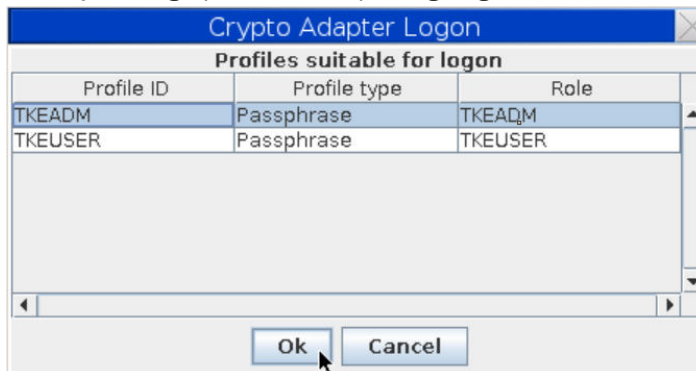 Crypto Adapter Logon
Profiles suitable for logon
Profile ID Profile type Role
TKEADM Passphrase TKEADM
TKEUSER Passphrase TKEUSER
Ok Cancel